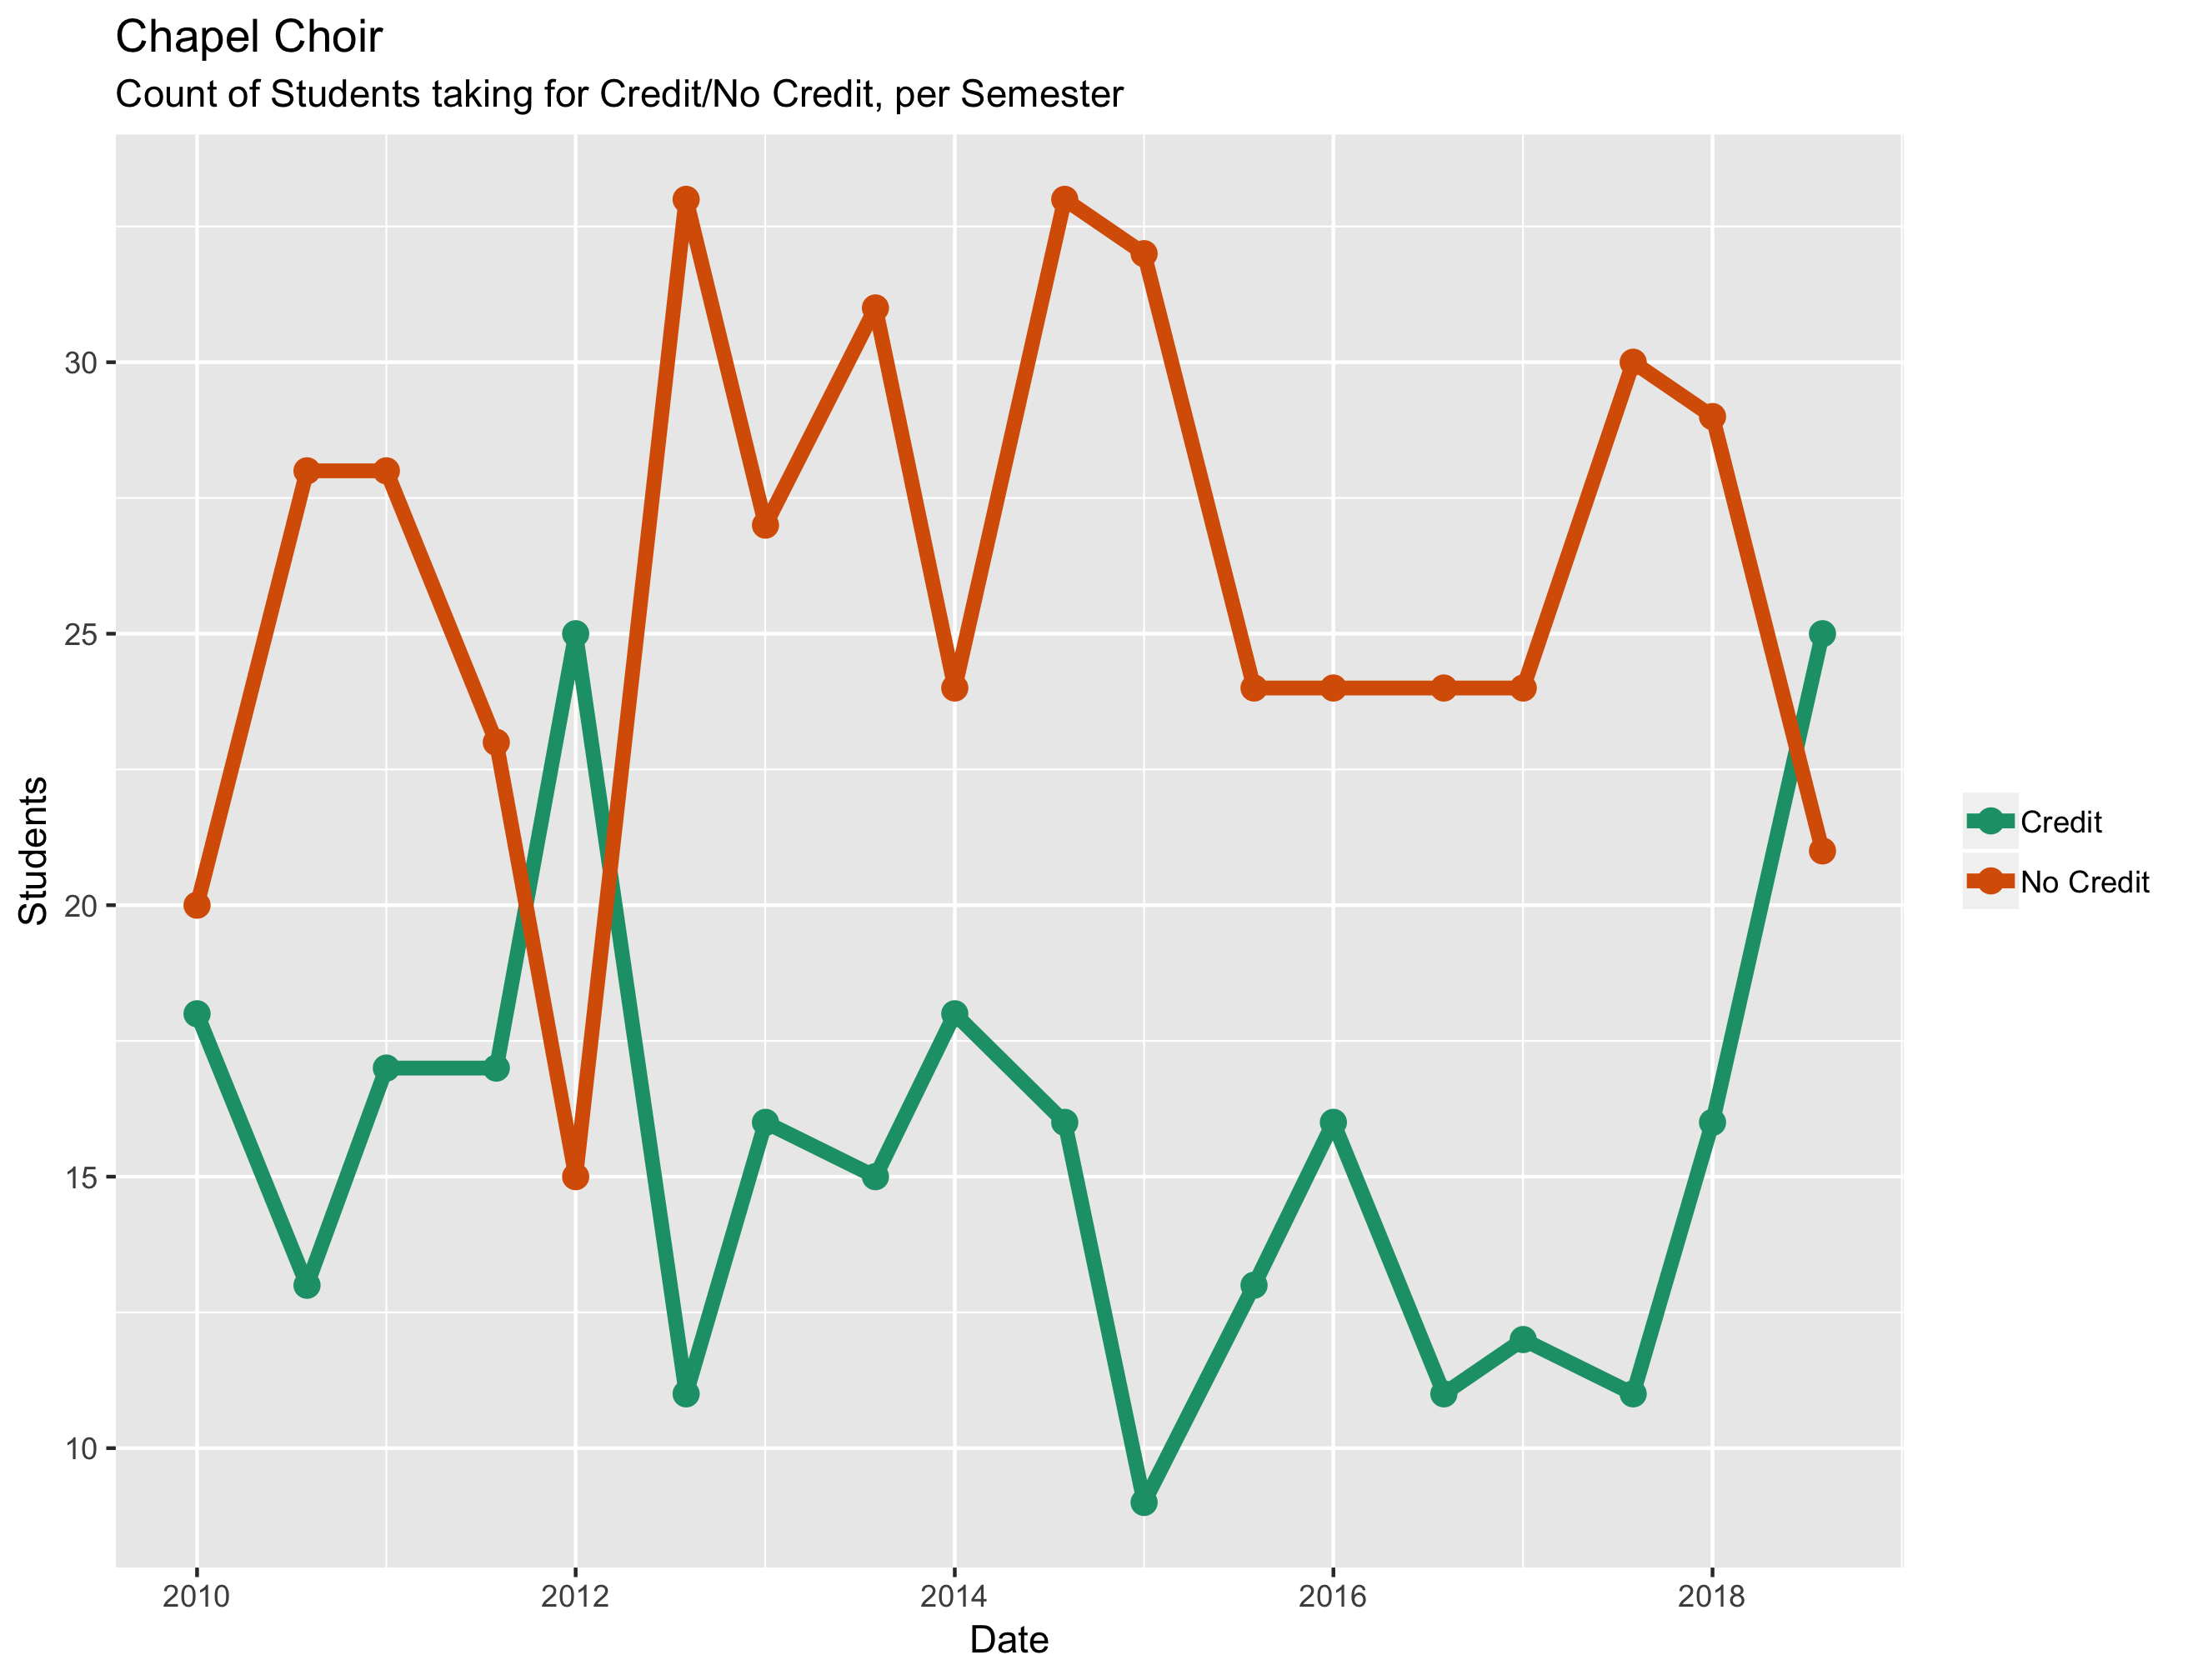 Chapel Choir
Count of Students taking for Credit/No Credit, per Semester
Students
30
25
20
15
10
2010 2012 2014 2016 2018
Date
Credit
No Credit